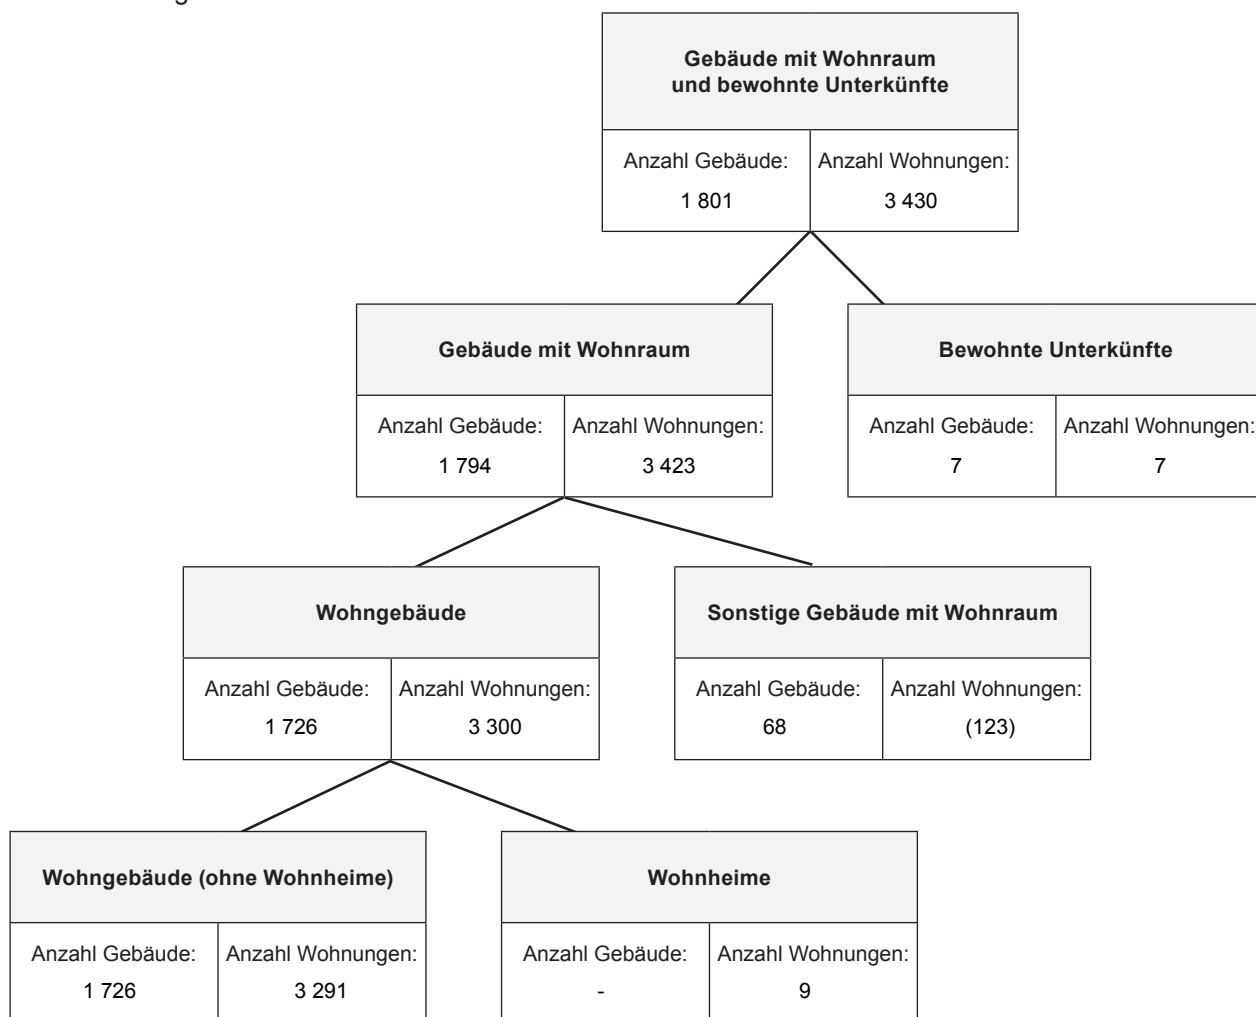 Gebäude mit Wohnraum
und bewohnte Unterkünfte
Anzahl Gebäude: Anzahl Wohnungen:
1 801 3 430
Gebäude mit Wohnraum Bewohnte Unterkünfte
Anzahl Gebäude: Anzahl Wohnungen: Anzahl Gebäude: Anzahl Wohnungen:
1 794 3 423 7 7
Wohngebäude Sonstige Gebäude mit Wohnraum
Anzahl Gebäude: Anzahl Wohnungen: Anzahl Gebäude: Anzahl Wohnungen:
1 726 3 300 68 (123)
Wohngebäude (ohne Wohnheime) Wohnheime
Anzahl Gebäude: Anzahl Wohnungen: Anzahl Gebäude: Anzahl Wohnungen:
1 726 3 291 - 9